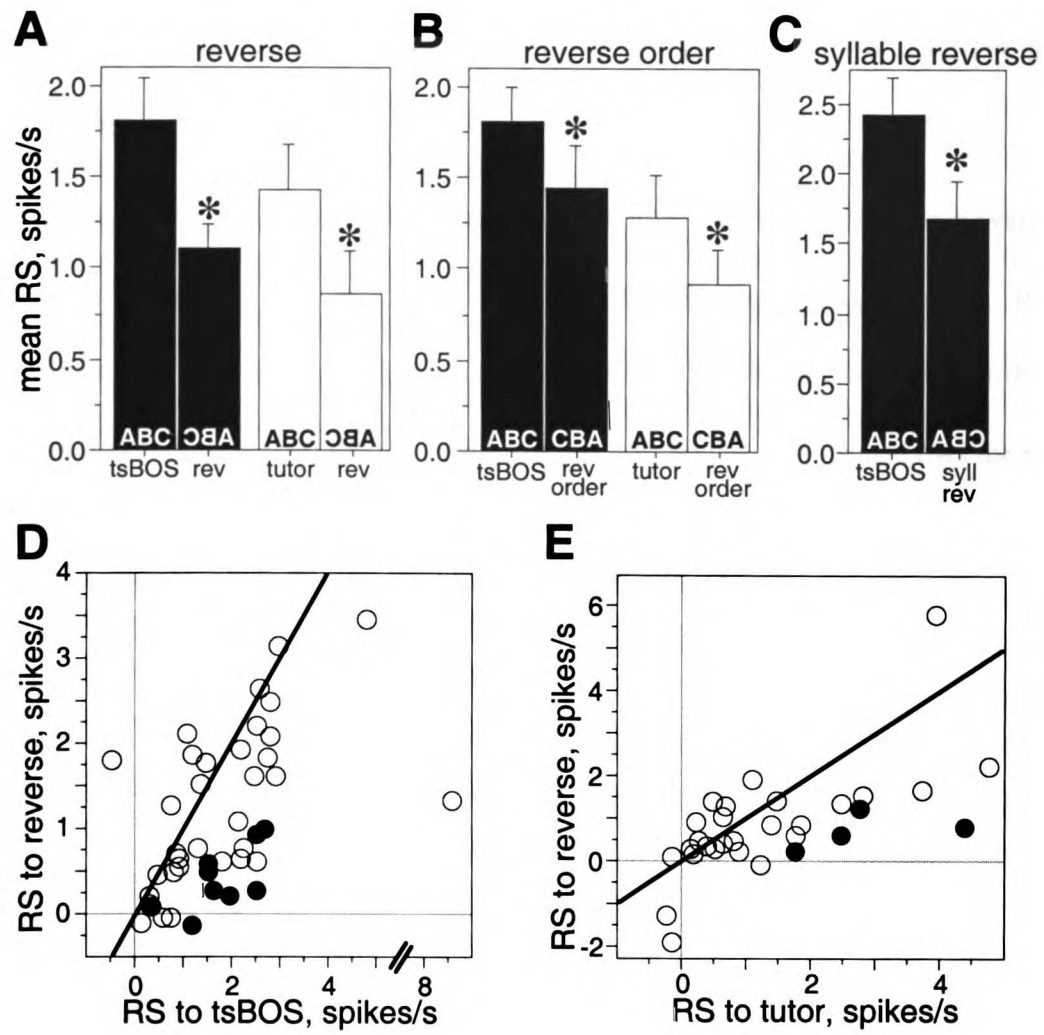 A
reverse
mean RS, spikes/s
2.0
1.5
1.0
0.5
0.0
*
*
ABC
ABC
ABC
ABC
tsBOS
rev
tutor
rev
B
reverse order
2.0
1.5
1.0
0.5
0.0
*
*
ABC
CBA
ABC
CBA
tsBOS
rev
order
tutor
rev
order
C
syllable reverse
2.5
2.0
1.5
1.0
0.5
0.0
*
ABC
ABC
tsBOS
syll
rev
D
RS to reverse, spikes/s
4
3
2
1
0
0
2
4
8
RS to tsBOS, spikes/s
E
RS to reverse, spikes/s
6
4
2
0
-2
0
2
4
RS to tutor, spikes/s